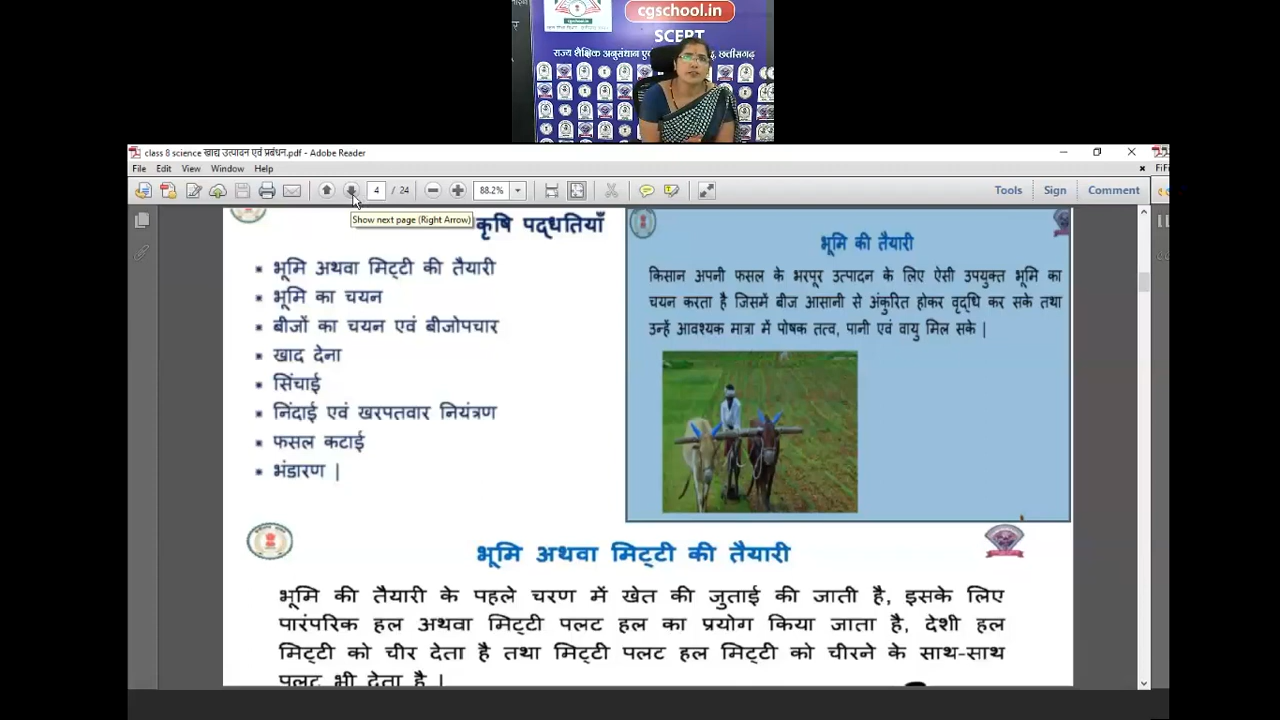 cgschool.in
SCERT
राज्य शैक्षिक अनुसंधान एवं
छत्तीसगढ़
class 8 science खाद्य उत्पादन एवं प्रबंधन.pdf - Adobe Reader
File Edit View Window Help
4 / 24 88.2%
Tools Sign Comment
Show next page (Right Arrow)
कृषि पद्धतियाँ
▪ भूमि अथवा मिट्टी की तैयारी
▪ भूमि का चयन
▪ बीजों का चयन एवं बीजोपचार
▪ खाद देना
▪ सिंचाई
▪ निंदाई एवं खरपतवार नियंत्रण
▪ फसल कटाई
▪ भंडारण |
भूमि की तैयारी
किसान अपनी फसल के भरपूर उत्पादन के लिए ऐसी उपयुक्त भूमि का
चयन करता है जिसमें बीज आसानी से अंकुरित होकर वृद्धि कर सके तथा
उन्हें आवश्यक मात्रा में पोषक तत्व, पानी एवं वायु मिल सके |
भूमि अथवा मिट्टी की तैयारी
भूमि की तैयारी के पहले चरण में खेत की जुताई की जाती है, इसके लिए
पारंपरिक हल अथवा मिट्टी पलट हल का प्रयोग किया जाता है, देशी हल
मिट्टी को चीर देता है तथा मिट्टी पलट हल मिट्टी को चीरने के साथ-साथ
पलट भी देता है |